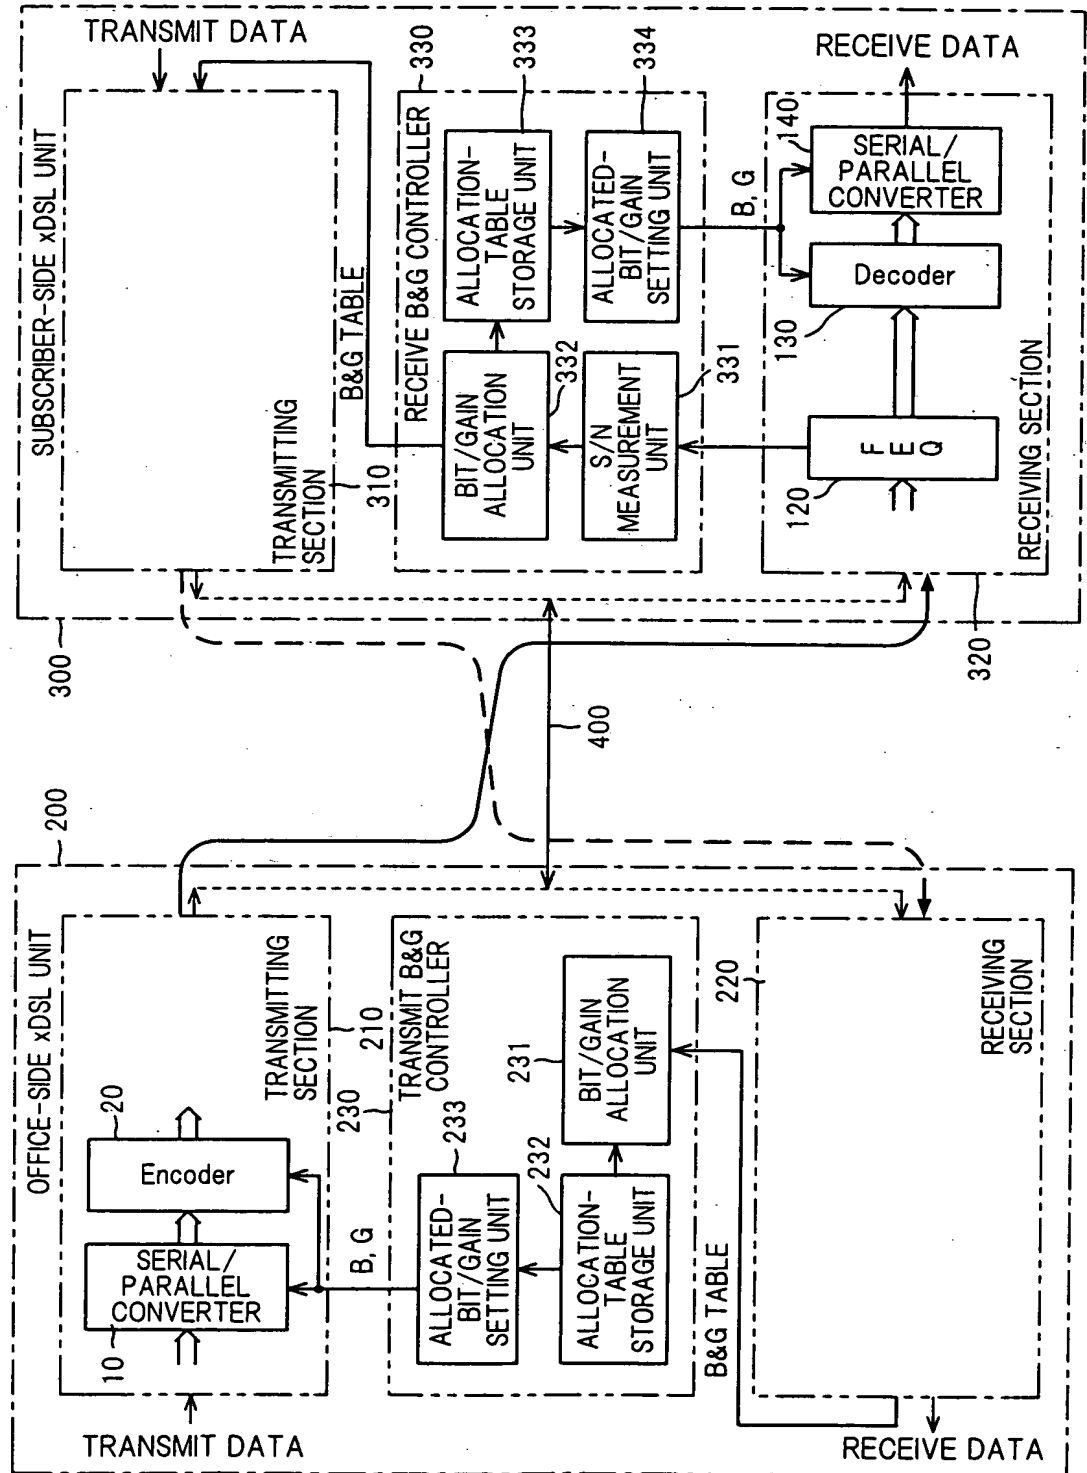 OFFICE-SIDE xDSL UNIT
200
TRANSMIT DATA
10
SERIAL/
PARALLEL
CONVERTER
20
Encoder
TRANSMITTING
SECTION
210
B, G
230
TRANSMIT B&G
CONTROLLER
233
ALLOCATED-
BIT/GAIN
SETTING UNIT
232
ALLOCATION-
TABLE
STORAGE UNIT
231
BIT/GAIN
ALLOCATION
UNIT
B&G TABLE
220
RECEIVING
SECTION
RECEIVE DATA
400
300
SUBSCRIBER-SIDE xDSL UNIT
TRANSMIT DATA
TRANSMITTING
SECTION
310
B&G TABLE
RECEIVE B&G CONTROLLER
330
BIT/GAIN
ALLOCATION
UNIT
332
ALLOCATION-
TABLE
STORAGE UNIT
333
S/N
MEASUREMENT
UNIT
331
ALLOCATED-
BIT/GAIN
SETTING UNIT
334
B, G
120
F
E
Q
130
Decoder
140
SERIAL/
PARALLEL
CONVERTER
RECEIVING SECTION
320
RECEIVE DATA